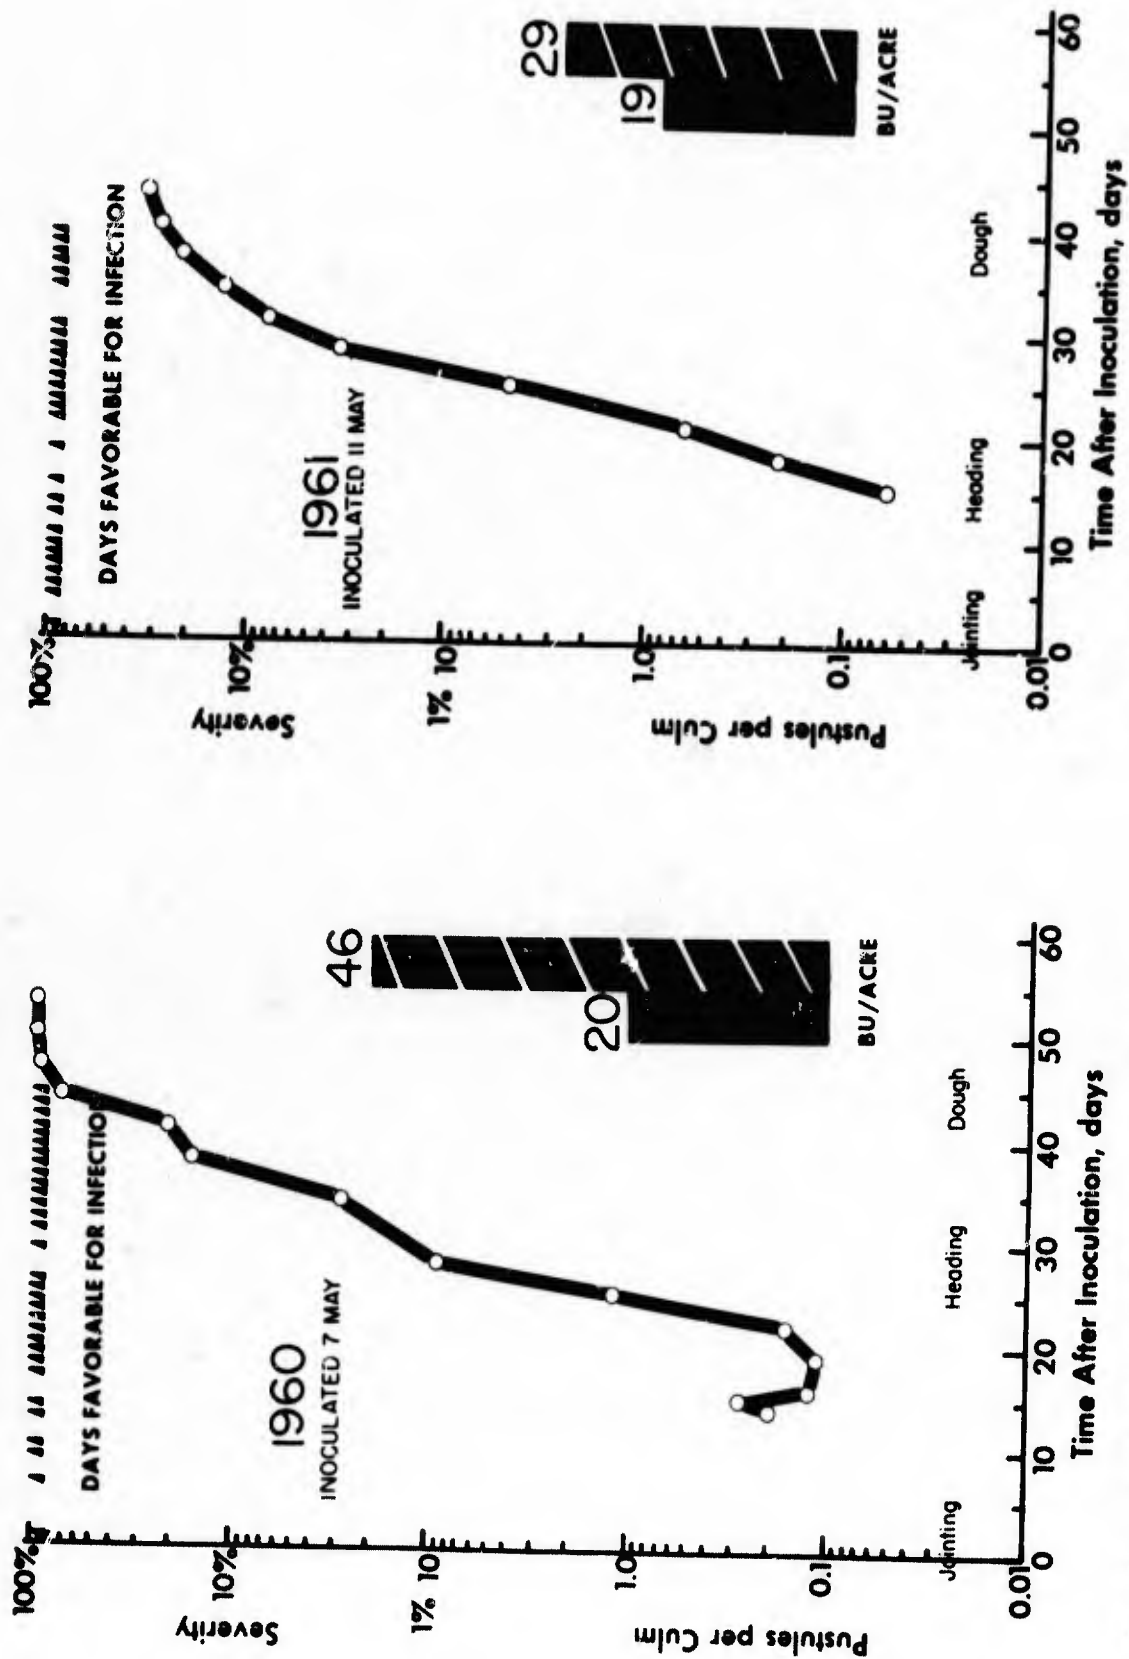 100%
10%
1% 10
1.0
0.1
0.01
Severity
Pustules per Culm
DAYS FAVORABLE FOR INFECTION
1960
INOCULATED 7 MAY
46
20
BU/ACRE
Jointing Heading Dough
0 10 20 30 40 50 60
Time After Inoculation, days
100%
10%
1% 10
1.0
0.1
0.01
Severity
Pustules per Culm
DAYS FAVORABLE FOR INFECTION
1961
INOCULATED 11 MAY
29
19
BU/ACRE
Jointing Heading Dough
0 10 20 30 40 50 60
Time After Inoculation, days